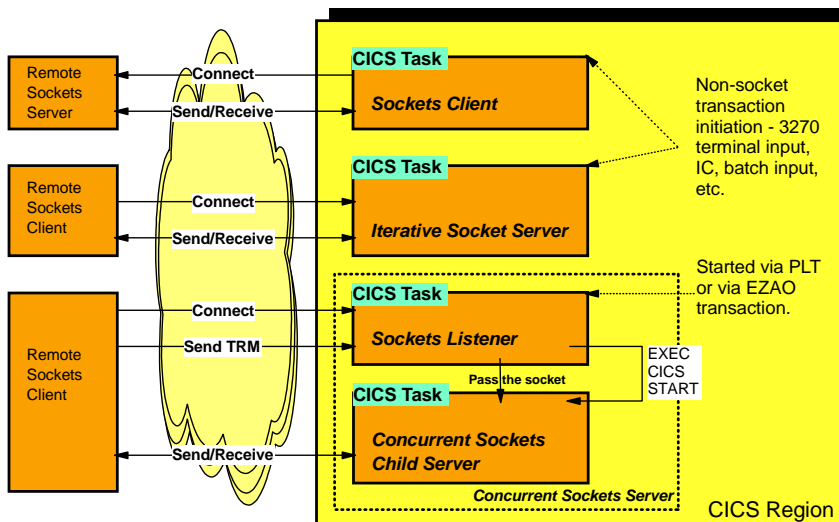 Remote
Sockets
Server
Connect
Send/Receive
CICS Task
Sockets Client
Non-socket
transaction
initiation - 3270
terminal input,
IC, batch input,
etc.
Remote
Sockets
Client
Connect
Send/Receive
CICS Task
Iterative Socket Server
Started via PLT
or via EZAO
transaction.
Remote
Sockets
Client
Connect
Send TRM
CICS Task
Sockets Listener
EXEC
CICS
START
Pass the socket
CICS Task
Concurrent Sockets
Child Server
Send/Receive
Concurrent Sockets Server
CICS Region